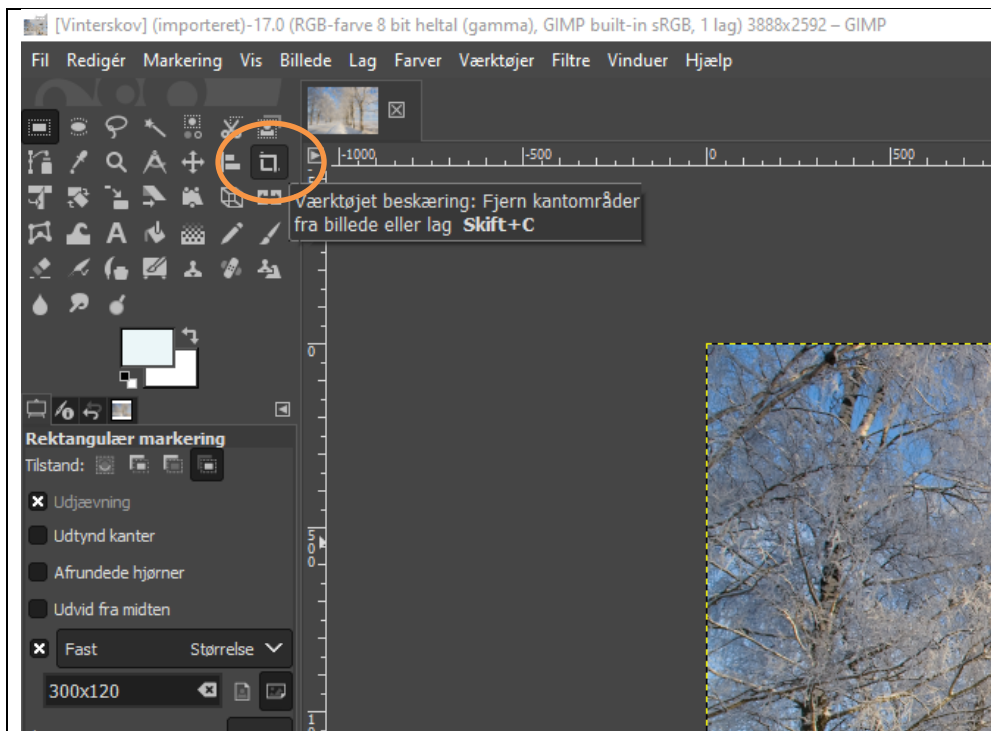 [Vinterskov] (importeret)-17.0 (RGB-farve 8 bit heltal (gamma), GIMP built-in sRGB, 1 lag) 3888x2592 – GIMP
Fil Redigér Markering Vis Billede Lag Farver Værktøjer Filtre Vinduer Hjælp
-1000 -500 0 500
Værktøjet beskæring: Fjern kantområder
fra billede eller lag Skift+C
0
Rektangulær markering
Tilstand:
Udjævning
Udtynd kanter
500
Afrundede hjørner
Udvid fra midten
Fast Størrelse
300x120
1